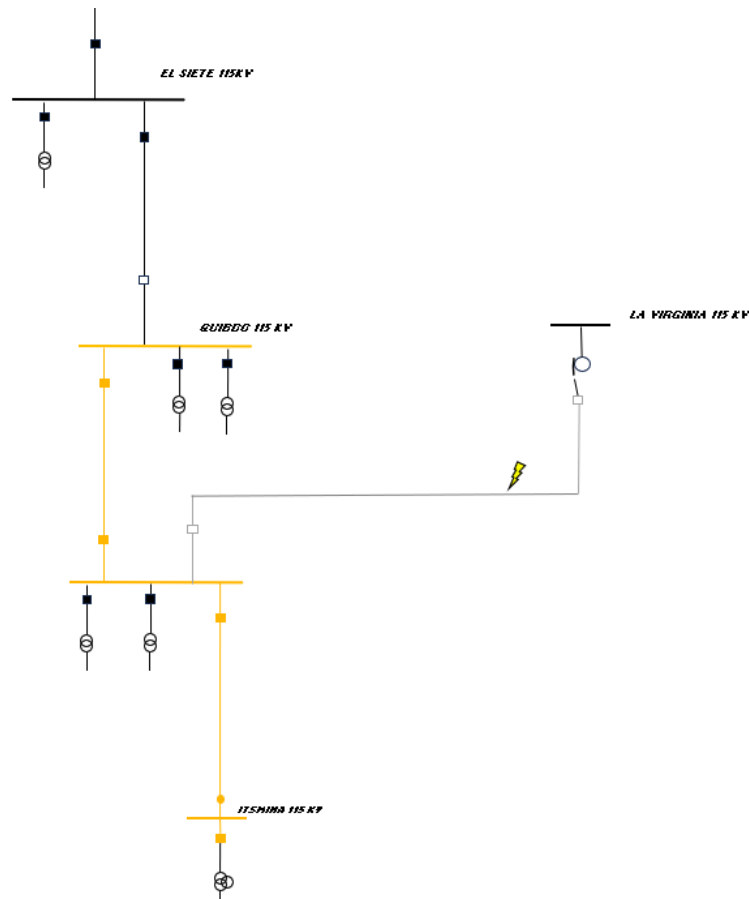 EL SIETE 115KV
LA VIRGINIA 115 KV
QUIBDO 115 KV
ITSMINA 115 KV